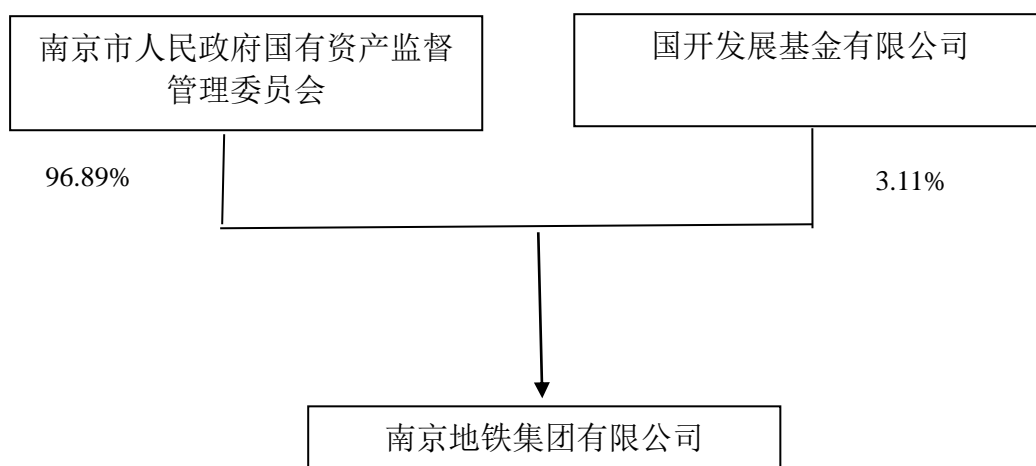 南京市人民政府国有资产监督
管理委员会
国开发展基金有限公司
96.89%
3.11%
南京地铁集团有限公司